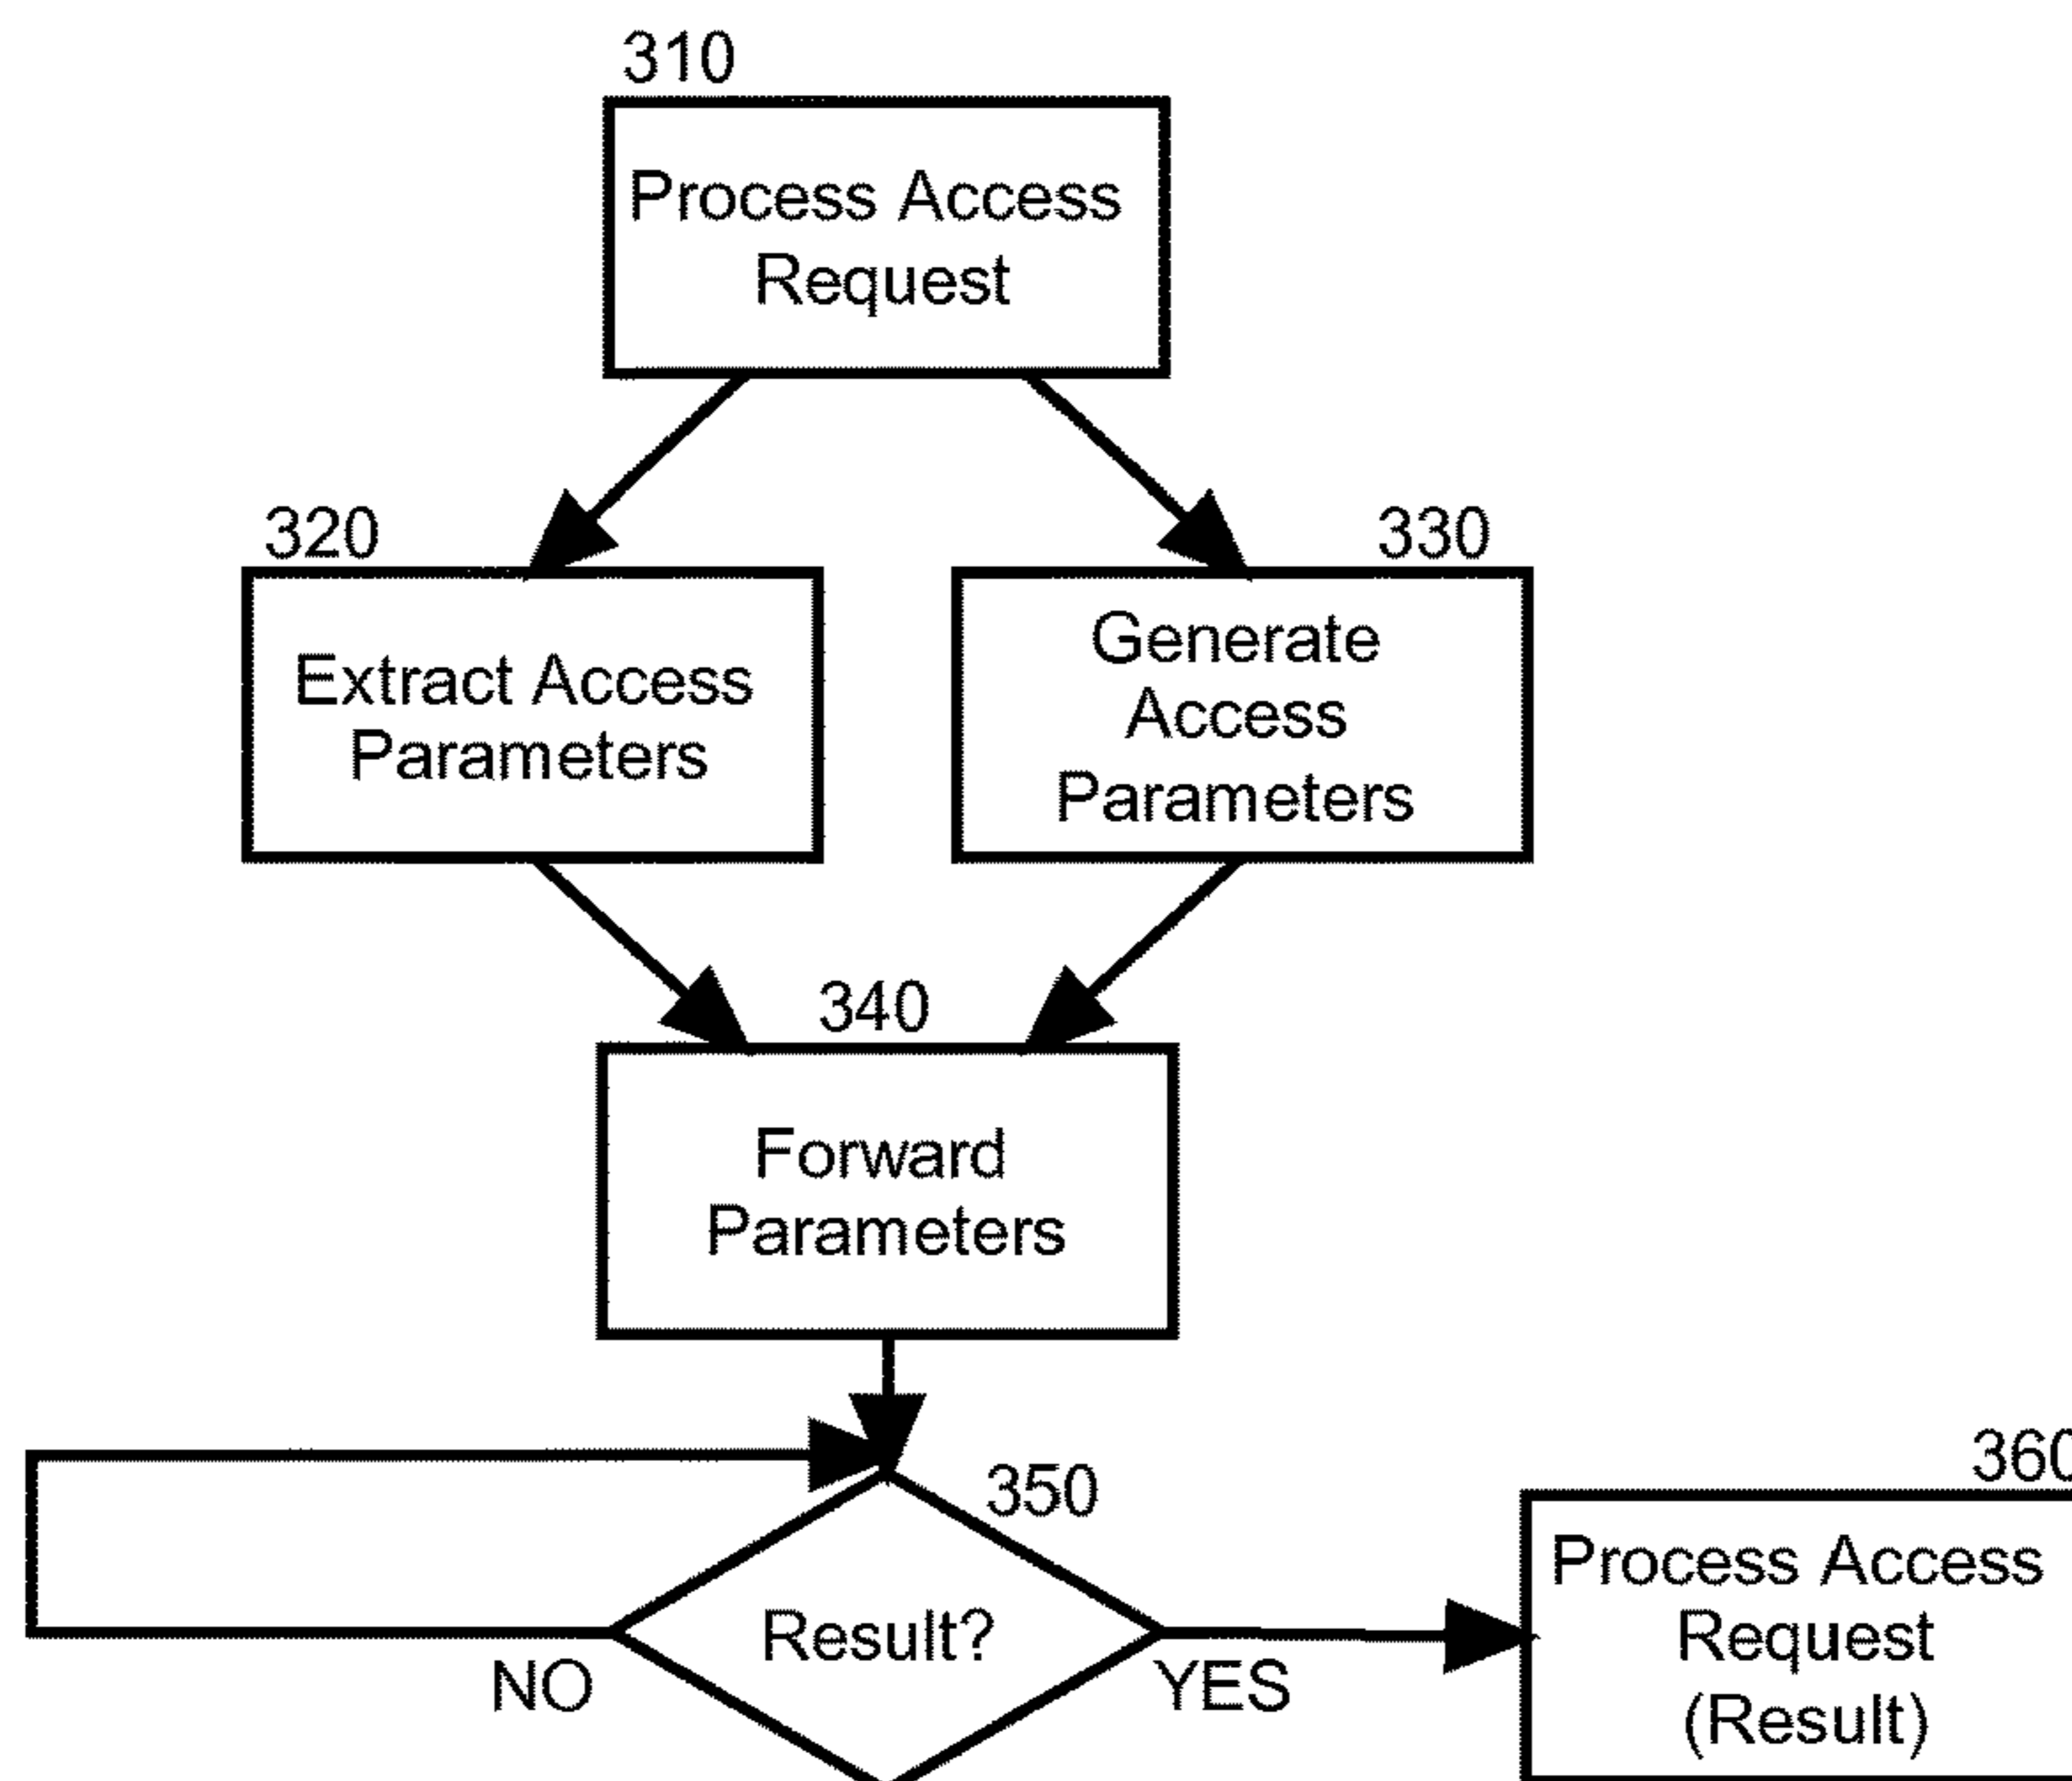 310
Process Access
Request
320
330
Extract Access
Parameters
Generate
Access
Parameters
340
Forward
Parameters
350
360
Result?
NO
YES
Process Access
Request
(Result)